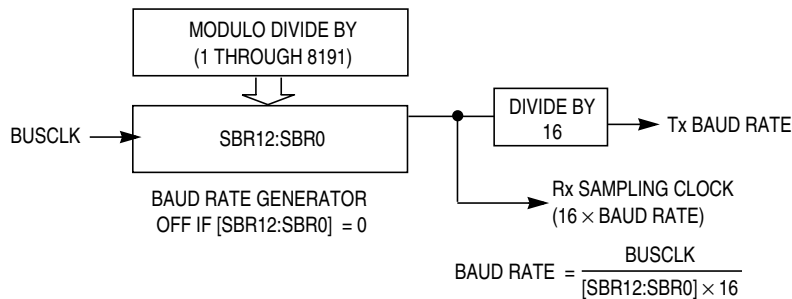 MODULO DIVIDE BY
(1 THROUGH 8191)
BUSCLK
SBR12:SBR0
DIVIDE BY
16
Tx BAUD RATE
BAUD RATE GENERATOR
OFF IF [SBR12:SBR0] = 0
Rx SAMPLING CLOCK
(16 × BAUD RATE)
BAUD RATE =
BUSCLK
[SBR12:SBR0] × 16